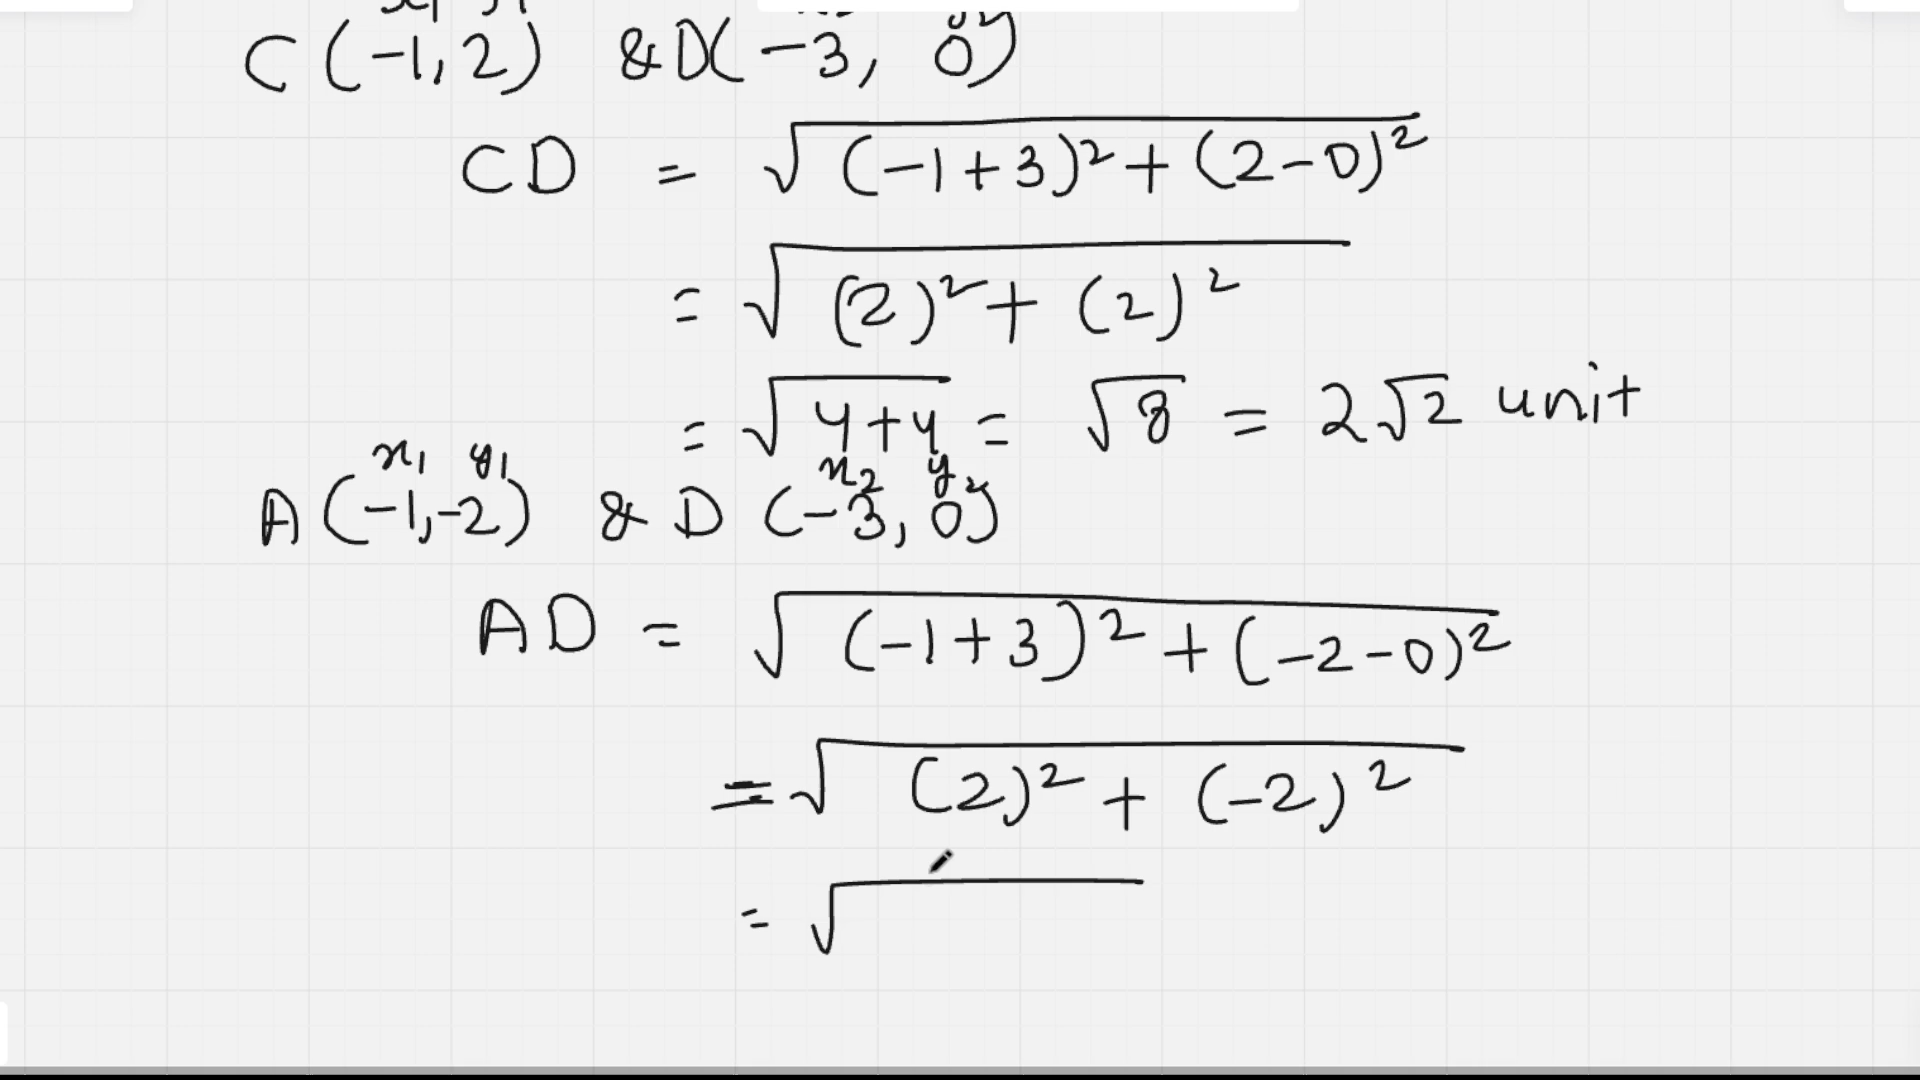 x₁ y₁
C (-1, 2) & D(-3, 0)
CD = √((-1+3)² + (2-0)²)
= √((2)² + (2)²)
= √(4+4) = √8 = 2√2 unit
x₁ y₁ x₂ y₂
A (-1,-2) & D (-3, 0)
AD = √((-1+3)² + (-2-0)²)
= √((2)² + (-2)²)
= √